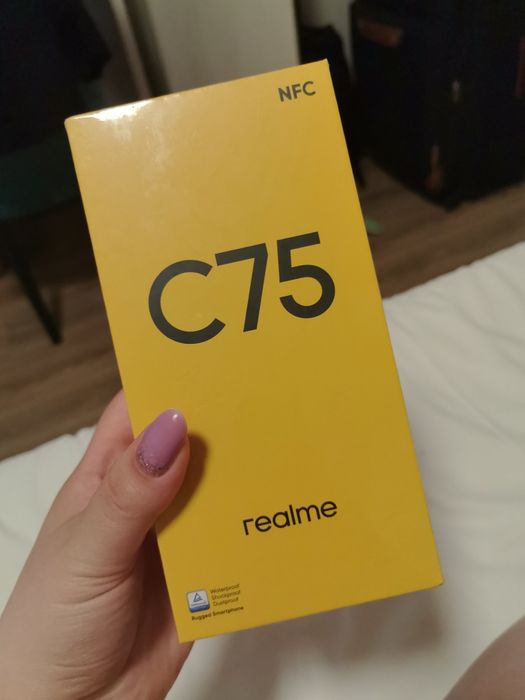 NFC
C75
realme
Waterproof
Shockproof
Dustproof
Rugged Smartphone